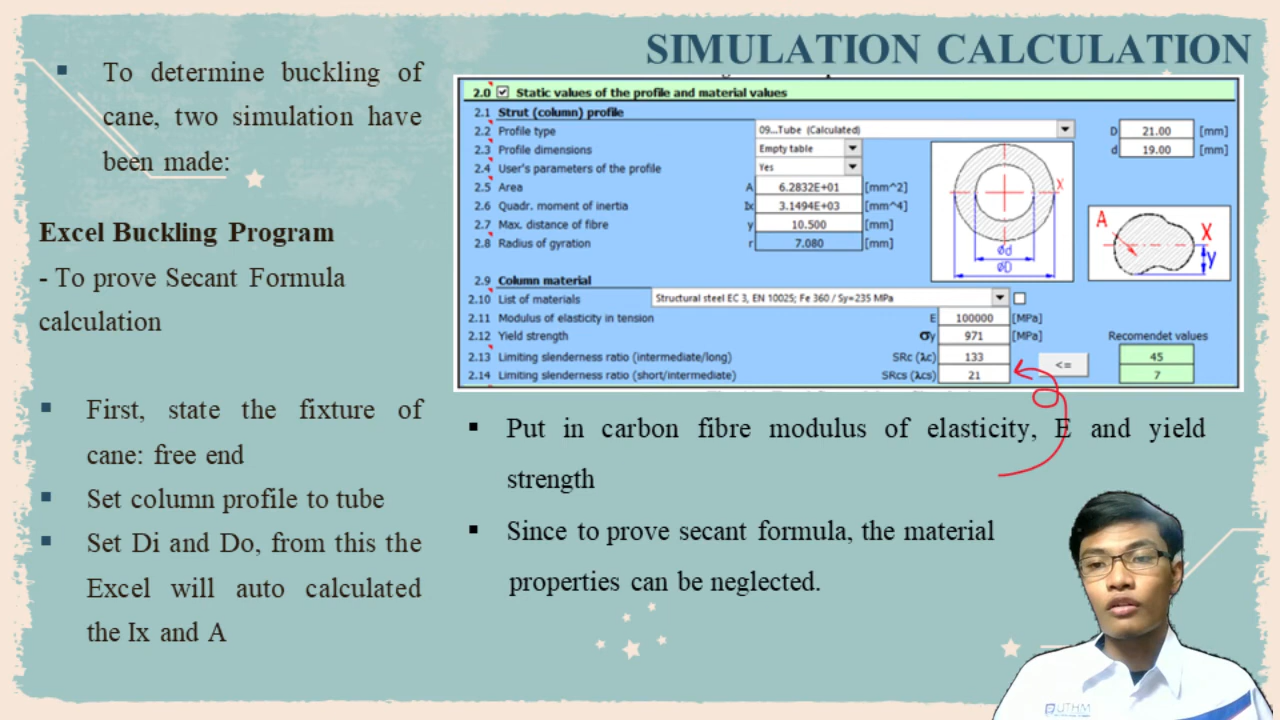 SIMULATION CALCULATION
To determine buckling of
cane, two simulation have
been made:
Excel Buckling Program
- To prove Secant Formula
calculation
First, state the fixture of
cane: free end
Set column profile to tube
Set Di and Do, from this the
Excel will auto calculated
the Ix and A
2.0 Static values of the profile and material values
2.1 Strut (column) profile
2.2 Profile type 09...Tube (Calculated) D 21.00 [mm]
2.3 Profile dimensions Empty table d 19.00 [mm]
2.4 User's parameters of the profile Yes
2.5 Area A 6.2832E+01 [mm^2]
2.6 Quadr. moment of inertia Ix 3.1494E+03 [mm^4]
2.7 Max. distance of fibre y 10.500 [mm]
2.8 Radius of gyration r 7.080 [mm]
X
Ød
ØD
A
X
y
2.9 Column material
2.10 List of materials Structural steel EC 3, EN 10025; Fe 360 / Sy=235 MPa
2.11 Modulus of elasticity in tension E 100000 [MPa]
2.12 Yield strength σy 971 [MPa] Recomendet values
2.13 Limiting slenderness ratio (intermediate/long) SRc (λc) 133 45
<=
2.14 Limiting slenderness ratio (short/intermediate) SRcs (λcs) 21 7
Put in carbon fibre modulus of elasticity, E and yield
strength
Since to prove secant formula, the material
properties can be neglected.
UTHM